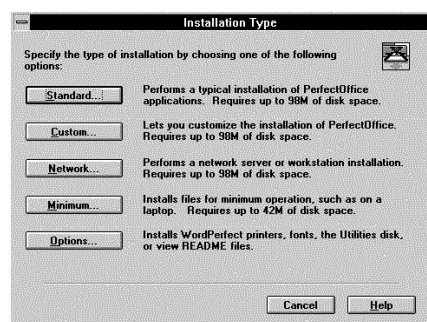 Installation Type
Specify the type of installation by choosing one of the following
options:
Standard...
Performs a typical installation of PerfectOffice
applications. Requires up to 98M of disk space.
Custom...
Lets you customize the installation of PerfectOffice.
Requires up to 98M of disk space.
Network...
Performs a network server or workstation installation.
Requires up to 98M of disk space.
Minimum...
Installs files for minimum operation, such as on a
laptop. Requires up to 42M of disk space.
Options...
Installs WordPerfect printers, fonts, the Utilities disk,
or view README files.
Cancel Help